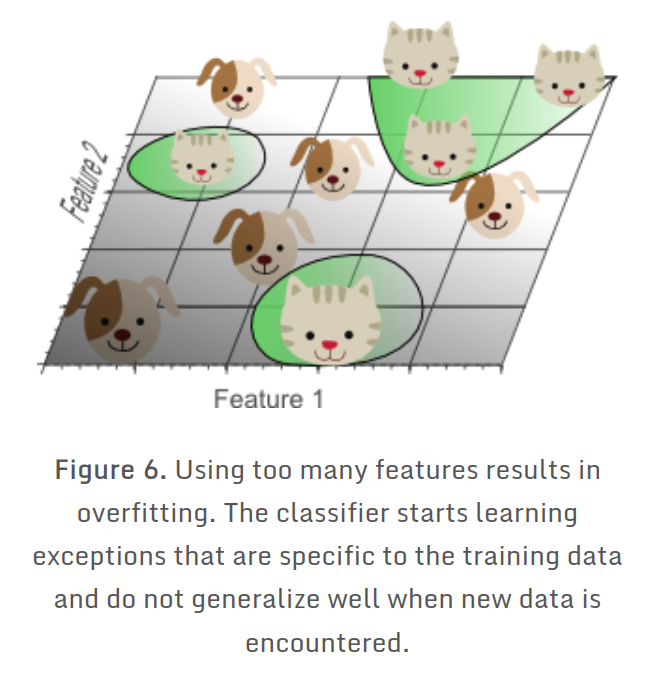 Feature 2
Feature 1
Figure 6. Using too many features results in
overfitting. The classifier starts learning
exceptions that are specific to the training data
and do not generalize well when new data is
encountered.